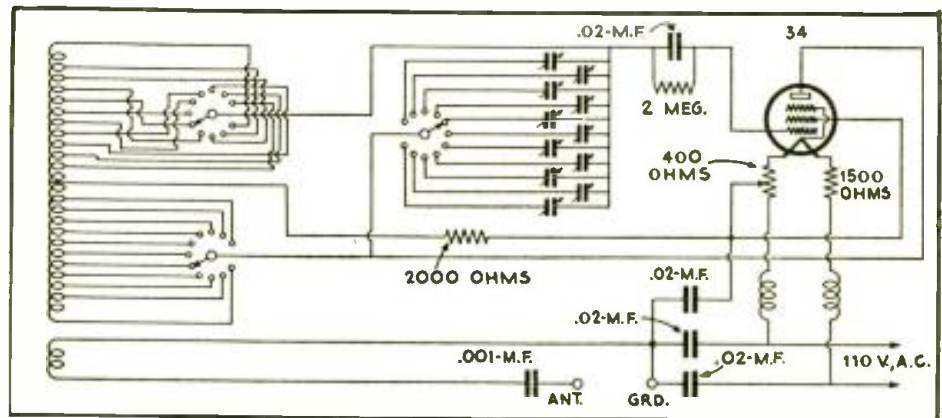 .02-M.F.
34
2 MEG.
400
OHMS
1500
OHMS
2000 OHMS
.02-M.F.
.02-M.F.
.001-M.F.
.02-M.F.
110 V., A.C.
ANT.
GRD.